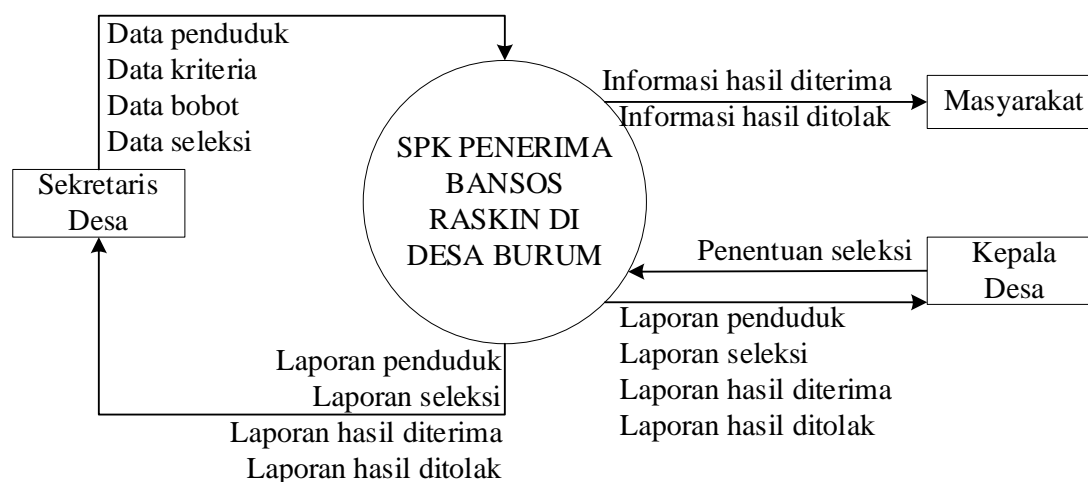 Data penduduk
Data kriteria
Data bobot
Data seleksi
Sekretaris
Desa
SPK PENERIMA
BANSOS
RASKIN DI
DESA BURUM
Informasi hasil diterima
Informasi hasil ditolak
Masyarakat
Penentuan seleksi
Kepala
Desa
Laporan penduduk
Laporan seleksi
Laporan hasil diterima
Laporan hasil ditolak
Laporan penduduk
Laporan seleksi
Laporan hasil diterima
Laporan hasil ditolak